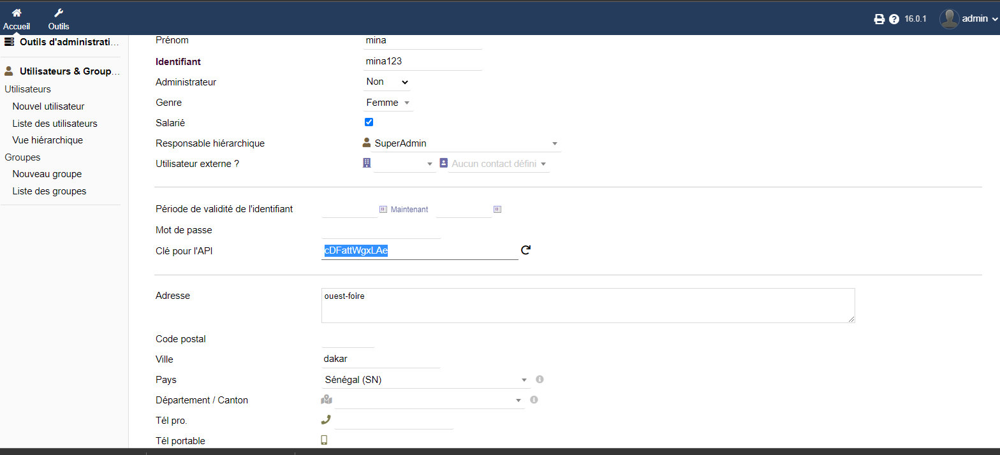 Accueil
Outils
16.0.1
admin
Outils d'administrati...
Utilisateurs & Group...
Utilisateurs
Nouvel utilisateur
Liste des utilisateurs
Vue hiérarchique
Groupes
Nouveau groupe
Liste des groupes
Prénom mina
Identifiant mina123
Administrateur Non
Genre Femme
Salarié
Responsable hiérarchique SuperAdmin
Utilisateur externe ? Aucun contact défini
Période de validité de l'identifiant Maintenant
Mot de passe
Clé pour l'API cDFattWgxLAe
Adresse ouest-foire
Code postal
Ville dakar
Pays Sénégal (SN)
Département / Canton
Tél pro.
Tél portable